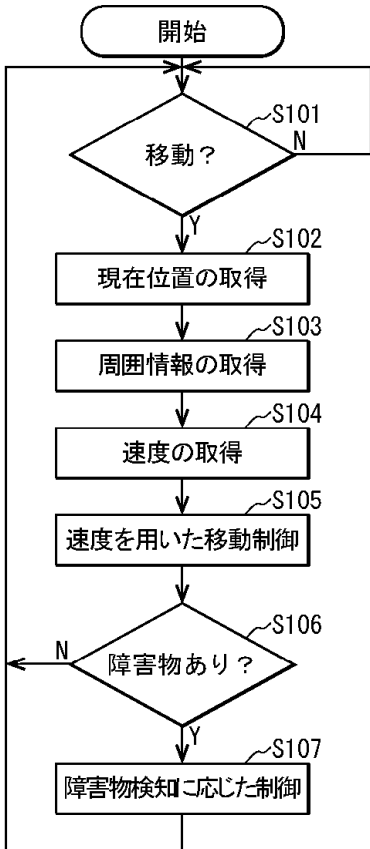 開始
S101
移動？
N
Y
S102
現在位置の取得
S103
周囲情報の取得
S104
速度の取得
S105
速度を用いた移動制御
S106
障害物あり？
N
Y
S107
障害物検知に応じた制御